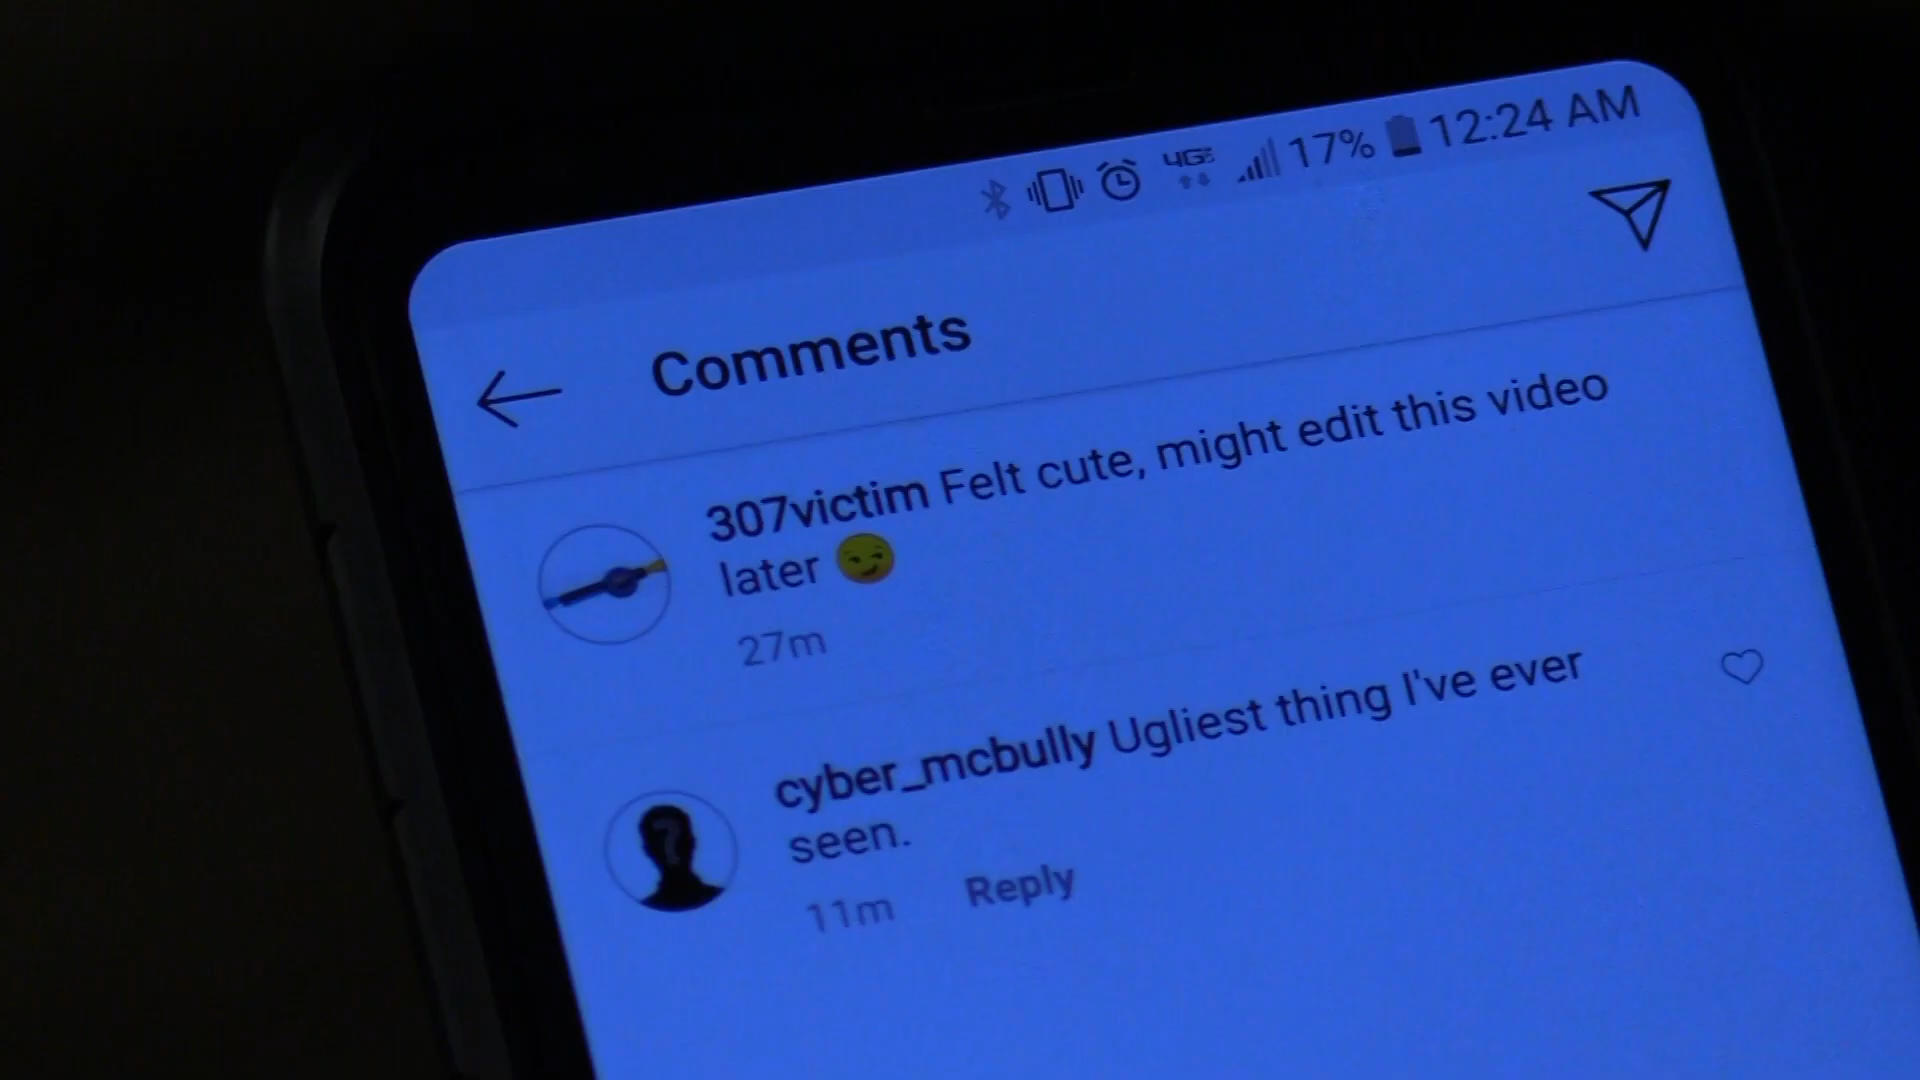 4G 17% 12:24 AM
Comments
307victim Felt cute, might edit this video
later 😏
27m
cyber_mcbully Ugliest thing I've ever
seen.
11m Reply